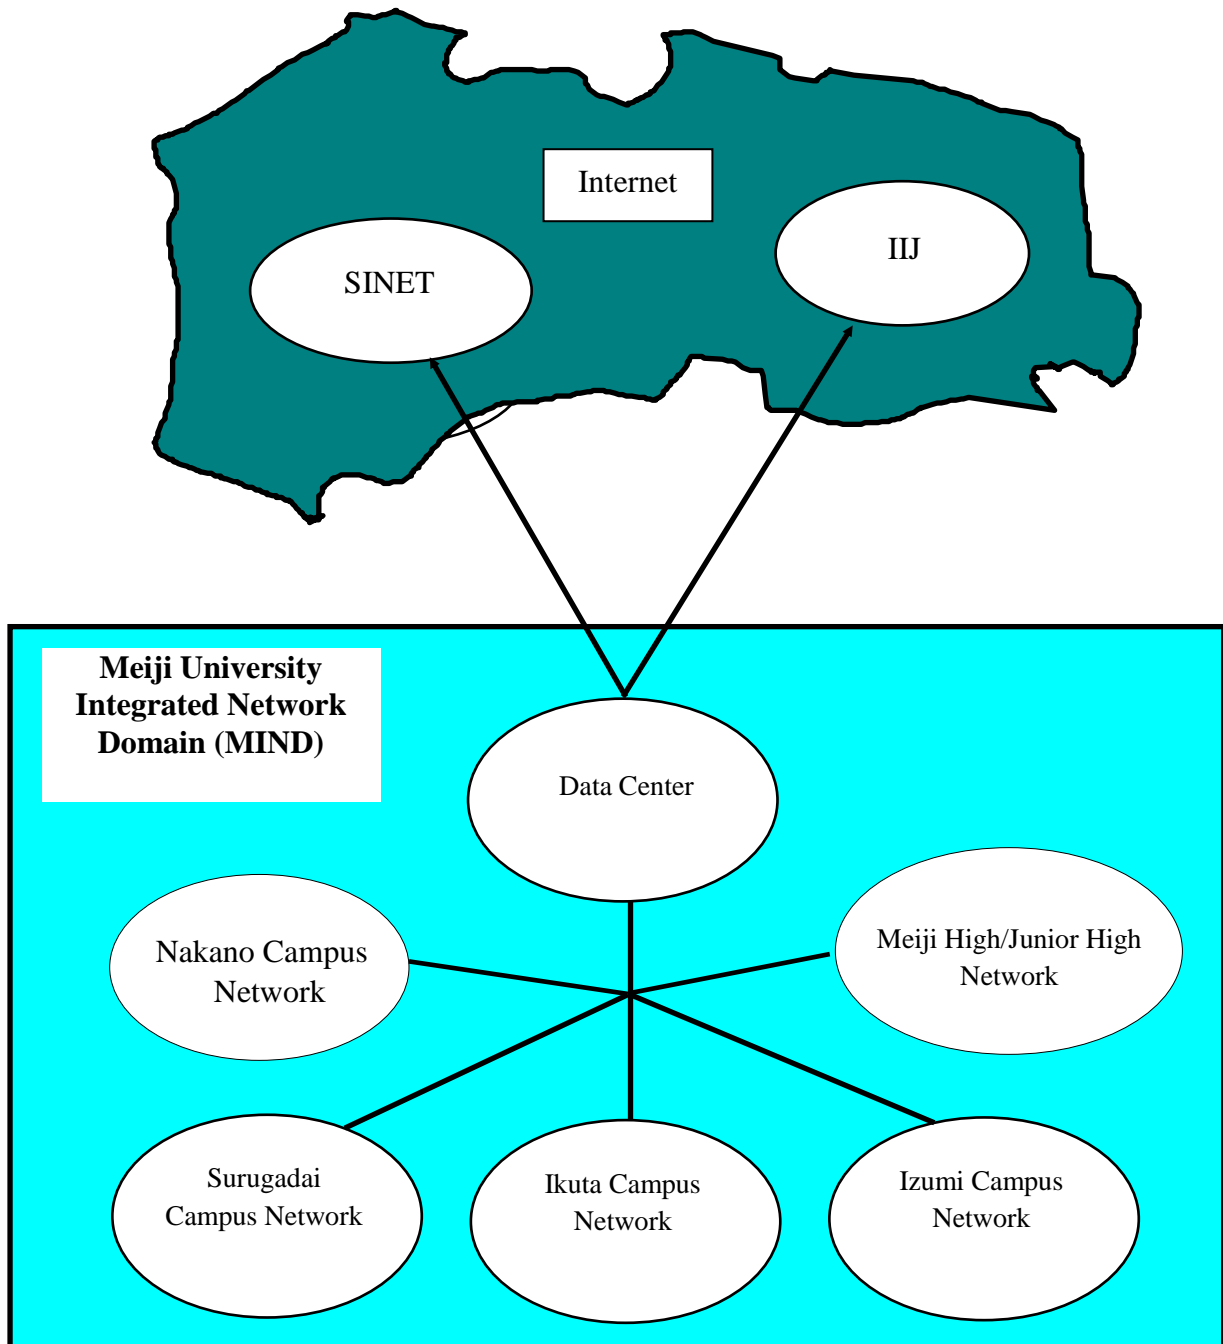 Internet
IIJ
SINET
Meiji University
Integrated Network
Domain (MIND)
Data Center
Nakano Campus
Network
Meiji High/Junior High
Network
Surugadai
Campus Network
Ikuta Campus
Network
Izumi Campus
Network